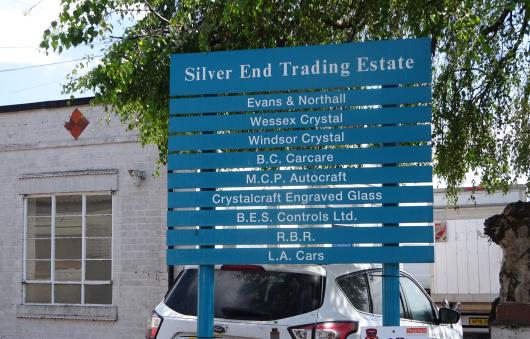 Silver End Trading Estate
Evans & Northall
Wessex Crystal
Windsor Crystal
B.C. Carcare
M.C.P. Autocraft
Crystalcraft Engraved Glass
B.E.S. Controls Ltd.
R.B.R.
L.A. Cars